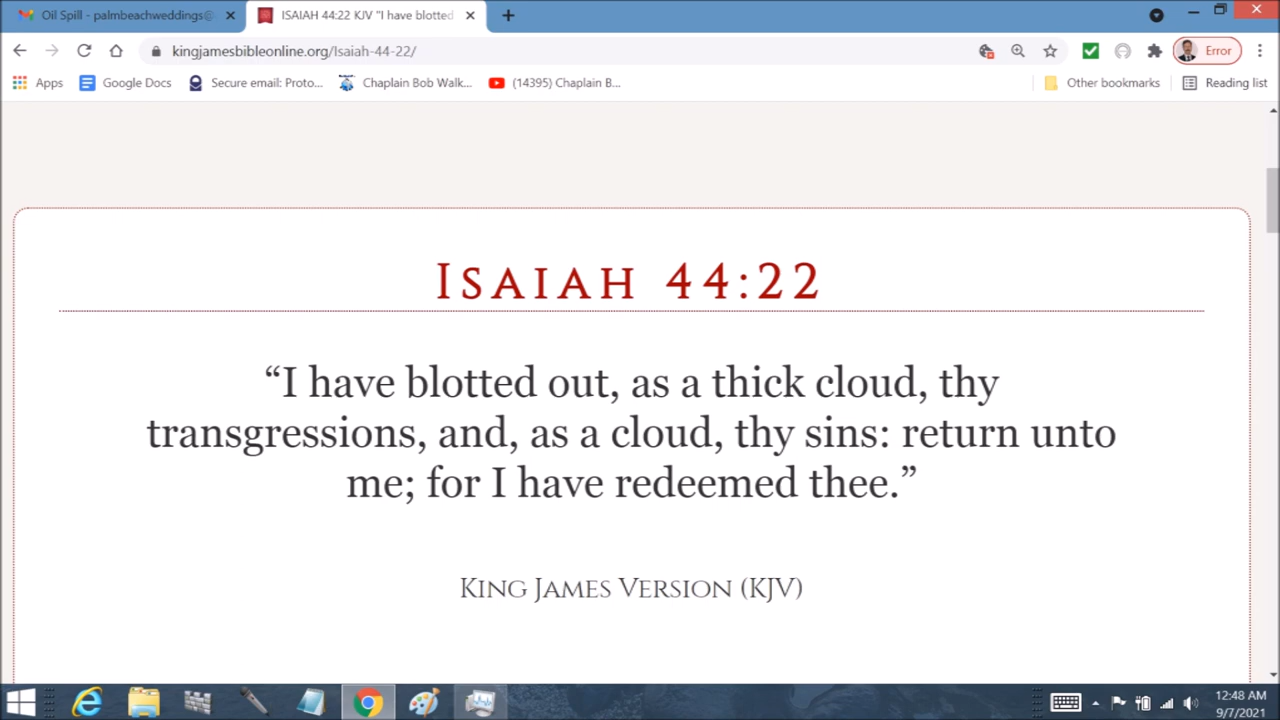 Oil Spill - palmbeachweddings@
ISAIAH 44:22 KJV "I have blotted
kingjamesbibleonline.org/Isaiah-44-22/
Error
Apps
Google Docs
Secure email: Proto...
Chaplain Bob Walk...
(14395) Chaplain B...
Other bookmarks
Reading list
ISAIAH 44:22
“I have blotted out, as a thick cloud, thy
transgressions, and, as a cloud, thy sins: return unto
me; for I have redeemed thee.”
KING JAMES VERSION (KJV)
12:48 AM
9/7/2021